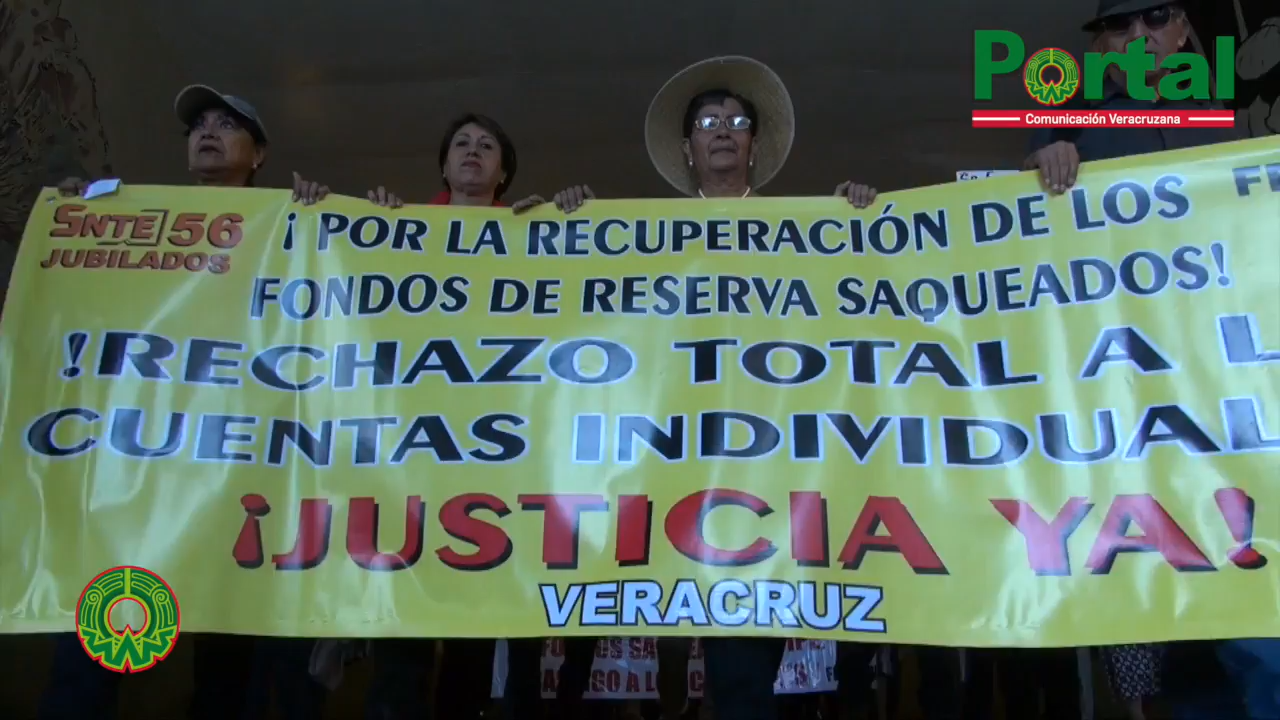 Portal
Comunicación Veracruzana
SNTE 56
JUBILADOS
¡POR LA RECUPERACIÓN DE LOS
FONDOS DE RESERVA SAQUEADOS!
!RECHAZO TOTAL A L
CUENTAS INDIVIDUAL
¡JUSTICIA YA!
VERACRUZ